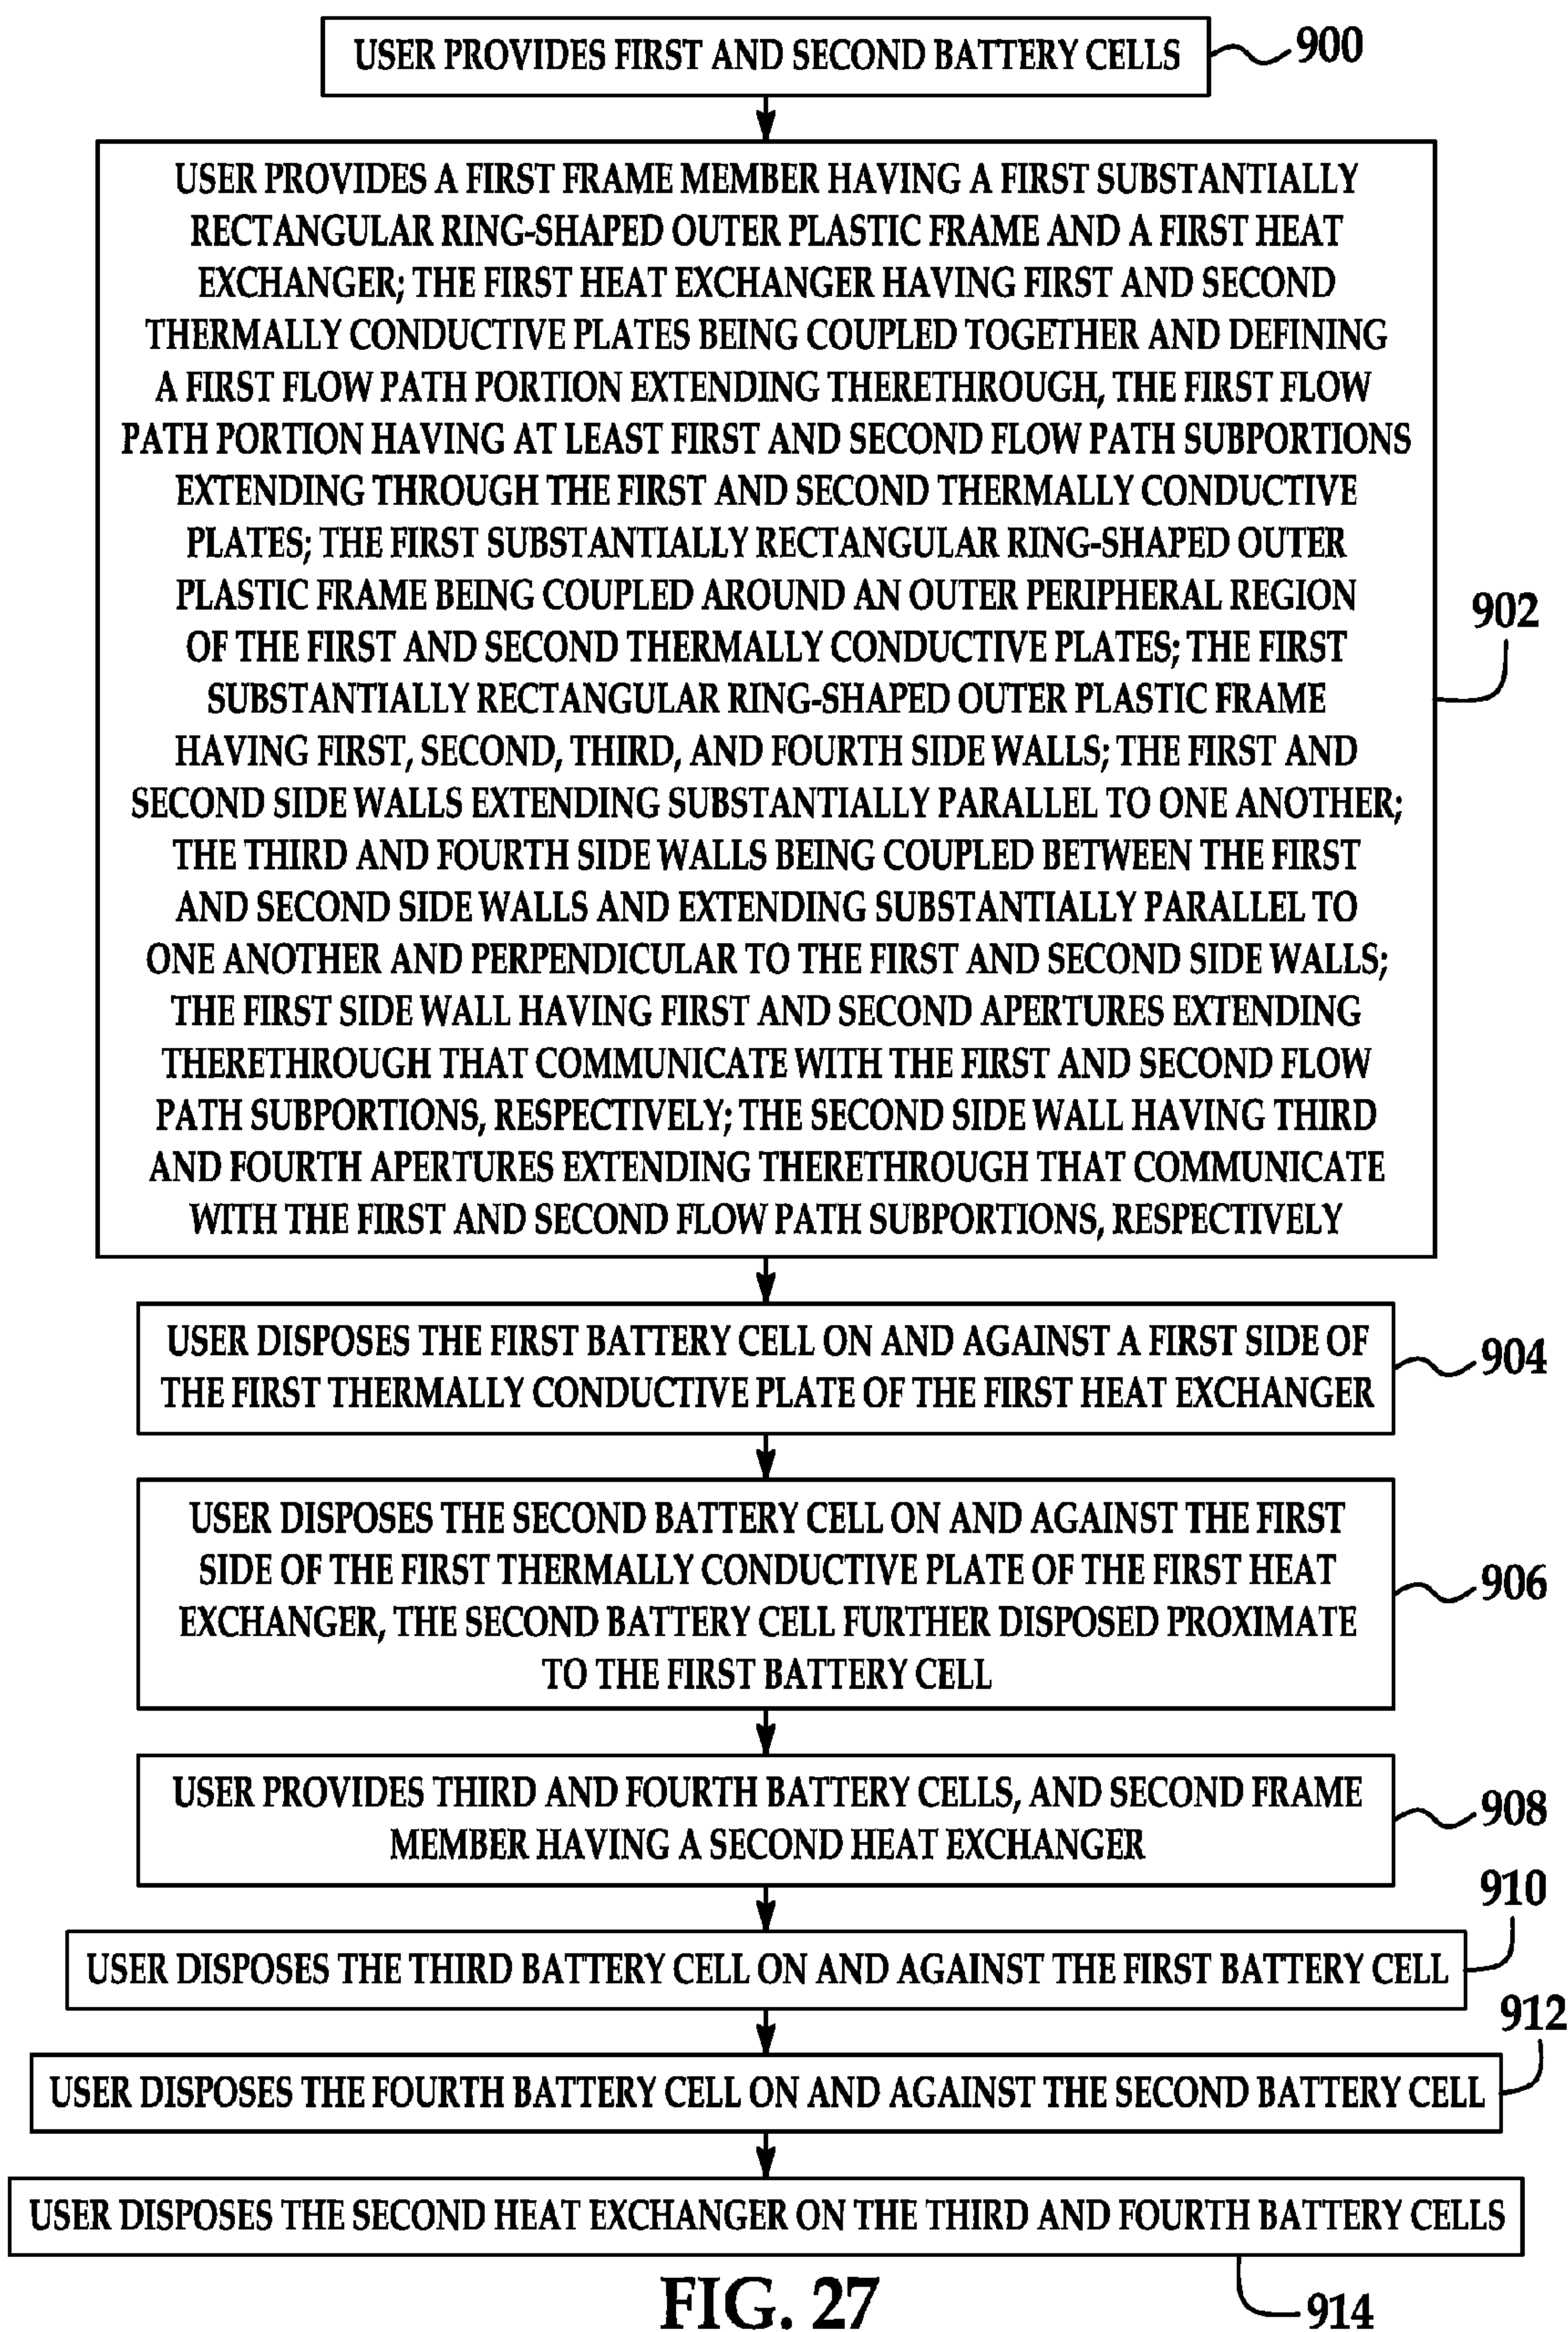 USER PROVIDES FIRST AND SECOND BATTERY CELLS
900
USER PROVIDES A FIRST FRAME MEMBER HAVING A FIRST SUBSTANTIALLY
RECTANGULAR RING-SHAPED OUTER PLASTIC FRAME AND A FIRST HEAT
EXCHANGER; THE FIRST HEAT EXCHANGER HAVING FIRST AND SECOND
THERMALLY CONDUCTIVE PLATES BEING COUPLED TOGETHER AND DEFINING
A FIRST FLOW PATH PORTION EXTENDING THERETHROUGH, THE FIRST FLOW
PATH PORTION HAVING AT LEAST FIRST AND SECOND FLOW PATH SUBPORTIONS
EXTENDING THROUGH THE FIRST AND SECOND THERMALLY CONDUCTIVE
PLATES; THE FIRST SUBSTANTIALLY RECTANGULAR RING-SHAPED OUTER
PLASTIC FRAME BEING COUPLED AROUND AN OUTER PERIPHERAL REGION
OF THE FIRST AND SECOND THERMALLY CONDUCTIVE PLATES; THE FIRST
SUBSTANTIALLY RECTANGULAR RING-SHAPED OUTER PLASTIC FRAME
HAVING FIRST, SECOND, THIRD, AND FOURTH SIDE WALLS; THE FIRST AND
SECOND SIDE WALLS EXTENDING SUBSTANTIALLY PARALLEL TO ONE ANOTHER;
THE THIRD AND FOURTH SIDE WALLS BEING COUPLED BETWEEN THE FIRST
AND SECOND SIDE WALLS AND EXTENDING SUBSTANTIALLY PARALLEL TO
ONE ANOTHER AND PERPENDICULAR TO THE FIRST AND SECOND SIDE WALLS;
THE FIRST SIDE WALL HAVING FIRST AND SECOND APERTURES EXTENDING
THERETHROUGH THAT COMMUNICATE WITH THE FIRST AND SECOND FLOW
PATH SUBPORTIONS, RESPECTIVELY; THE SECOND SIDE WALL HAVING THIRD
AND FOURTH APERTURES EXTENDING THERETHROUGH THAT COMMUNICATE
WITH THE FIRST AND SECOND FLOW PATH SUBPORTIONS, RESPECTIVELY
902
USER DISPOSES THE FIRST BATTERY CELL ON AND AGAINST A FIRST SIDE OF
THE FIRST THERMALLY CONDUCTIVE PLATE OF THE FIRST HEAT EXCHANGER
904
USER DISPOSES THE SECOND BATTERY CELL ON AND AGAINST THE FIRST
SIDE OF THE FIRST THERMALLY CONDUCTIVE PLATE OF THE FIRST HEAT
EXCHANGER, THE SECOND BATTERY CELL FURTHER DISPOSED PROXIMATE
TO THE FIRST BATTERY CELL
906
USER PROVIDES THIRD AND FOURTH BATTERY CELLS, AND SECOND FRAME
MEMBER HAVING A SECOND HEAT EXCHANGER
908
USER DISPOSES THE THIRD BATTERY CELL ON AND AGAINST THE FIRST BATTERY CELL
910
USER DISPOSES THE FOURTH BATTERY CELL ON AND AGAINST THE SECOND BATTERY CELL
912
USER DISPOSES THE SECOND HEAT EXCHANGER ON THE THIRD AND FOURTH BATTERY CELLS
914
FIG. 27